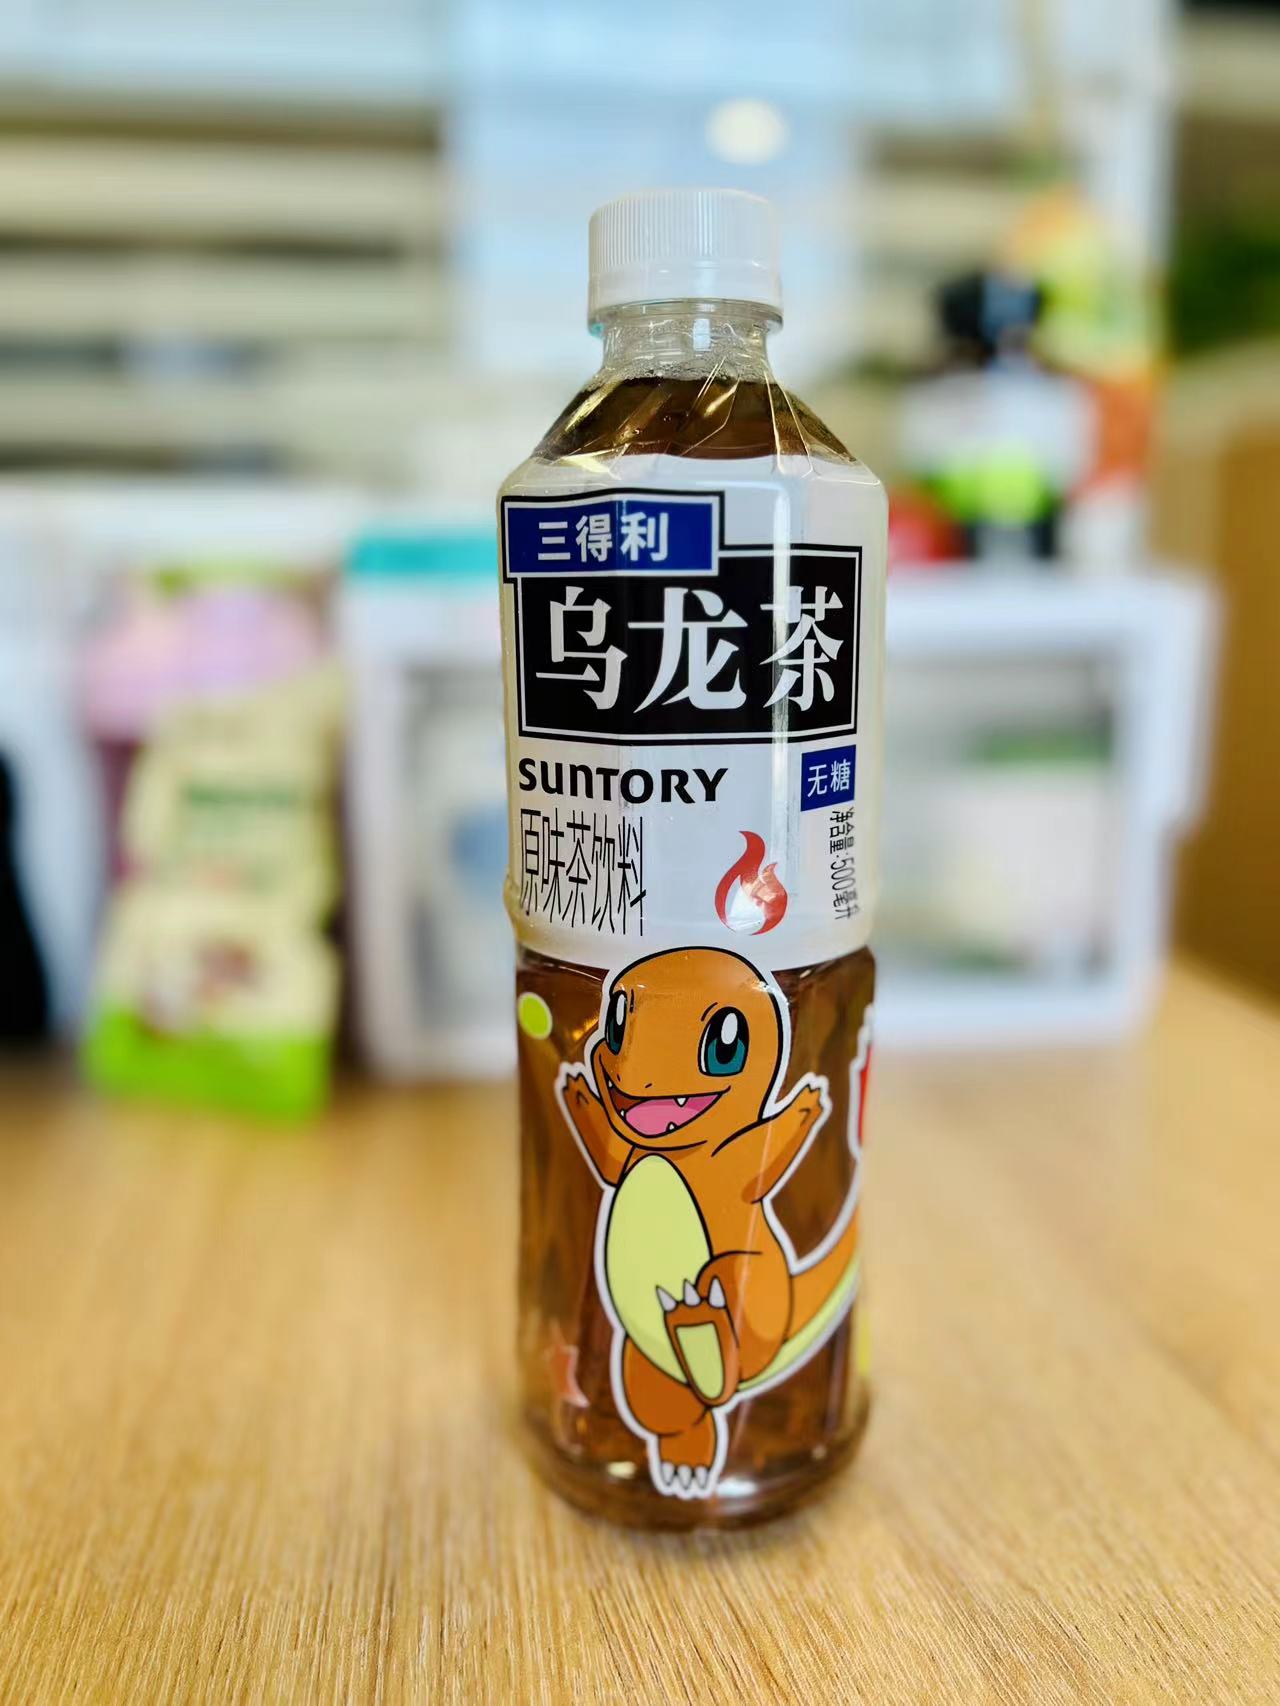 三得利
乌龙茶
SUNTORY
无糖
原味茶饮料
净含量:500毫升